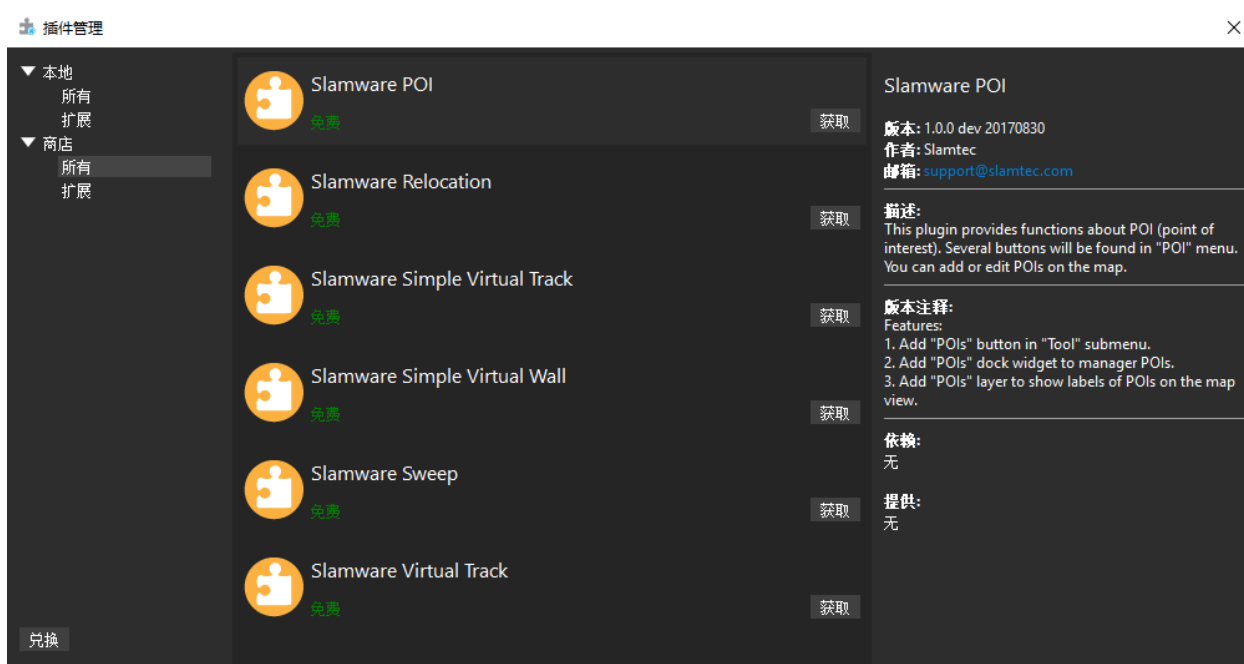 插件管理
本地
所有
扩展
商店
所有
扩展
兑换
Slamware POI
免费
获取
Slamware Relocation
免费
获取
Slamware Simple Virtual Track
免费
获取
Slamware Simple Virtual Wall
免费
获取
Slamware Sweep
免费
获取
Slamware Virtual Track
免费
获取
Slamware POI
版本: 1.0.0 dev 20170830
作者: Slamtec
邮箱: support@slamtec.com
描述:
This plugin provides functions about POI (point of
interest). Several buttons will be found in "POI" menu.
You can add or edit POIs on the map.
版本注释:
Features:
1. Add "POIs" button in "Tool" submenu.
2. Add "POIs" dock widget to manager POIs.
3. Add "POIs" layer to show labels of POIs on the map
view.
依赖:
无
提供:
无